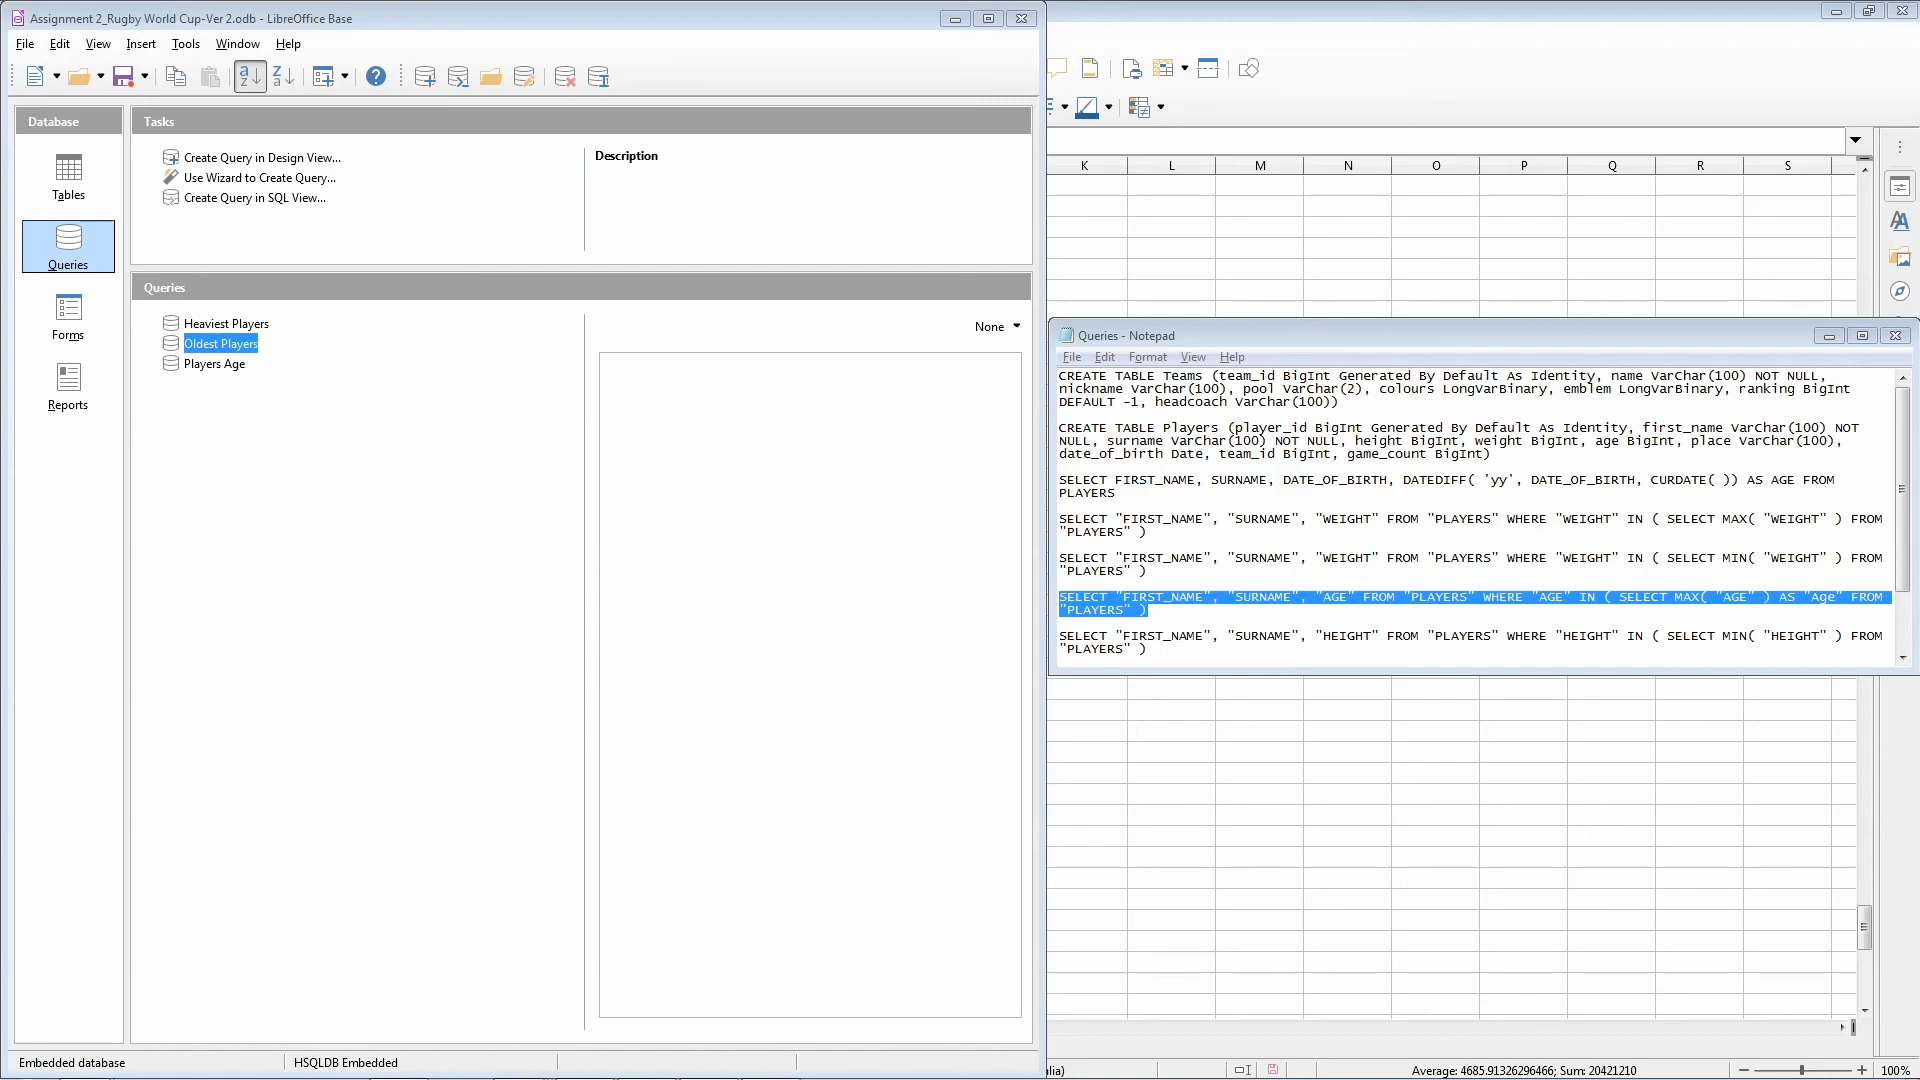 Assignment 2_Rugby World Cup-Ver 2.odb - LibreOffice Base
File Edit View Insert Tools Window Help
Database
Tables
Queries
Forms
Reports
Tasks
Create Query in Design View...
Use Wizard to Create Query...
Create Query in SQL View...
Description
Queries
Heaviest Players
Oldest Players
Players Age
None
Embedded database
HSQLDB Embedded
K L M N O P Q R S
Queries - Notepad
File Edit Format View Help
CREATE TABLE Teams (team_id BigInt Generated By Default As Identity, name VarChar(100) NOT NULL,
nickname VarChar(100), pool VarChar(2), colours LongVarBinary, emblem LongVarBinary, ranking BigInt
DEFAULT -1, headcoach VarChar(100))
CREATE TABLE Players (player_id BigInt Generated By Default As Identity, first_name VarChar(100) NOT
NULL, surname VarChar(100) NOT NULL, height BigInt, weight BigInt, age BigInt, place VarChar(100),
date_of_birth Date, team_id BigInt, game_count BigInt)
SELECT FIRST_NAME, SURNAME, DATE_OF_BIRTH, DATEDIFF( 'yy', DATE_OF_BIRTH, CURDATE( )) AS AGE FROM
PLAYERS
SELECT "FIRST_NAME", "SURNAME", "WEIGHT" FROM "PLAYERS" WHERE "WEIGHT" IN ( SELECT MAX( "WEIGHT" ) FROM
"PLAYERS" )
SELECT "FIRST_NAME", "SURNAME", "WEIGHT" FROM "PLAYERS" WHERE "WEIGHT" IN ( SELECT MIN( "WEIGHT" ) FROM
"PLAYERS" )
SELECT "FIRST_NAME", "SURNAME", "AGE" FROM "PLAYERS" WHERE "AGE" IN ( SELECT MAX( "AGE" ) AS "Age" FROM
"PLAYERS" )
SELECT "FIRST_NAME", "SURNAME", "HEIGHT" FROM "PLAYERS" WHERE "HEIGHT" IN ( SELECT MIN( "HEIGHT" ) FROM
"PLAYERS" )
lia)
Average: 4685.91326296466; Sum: 20421210
100%